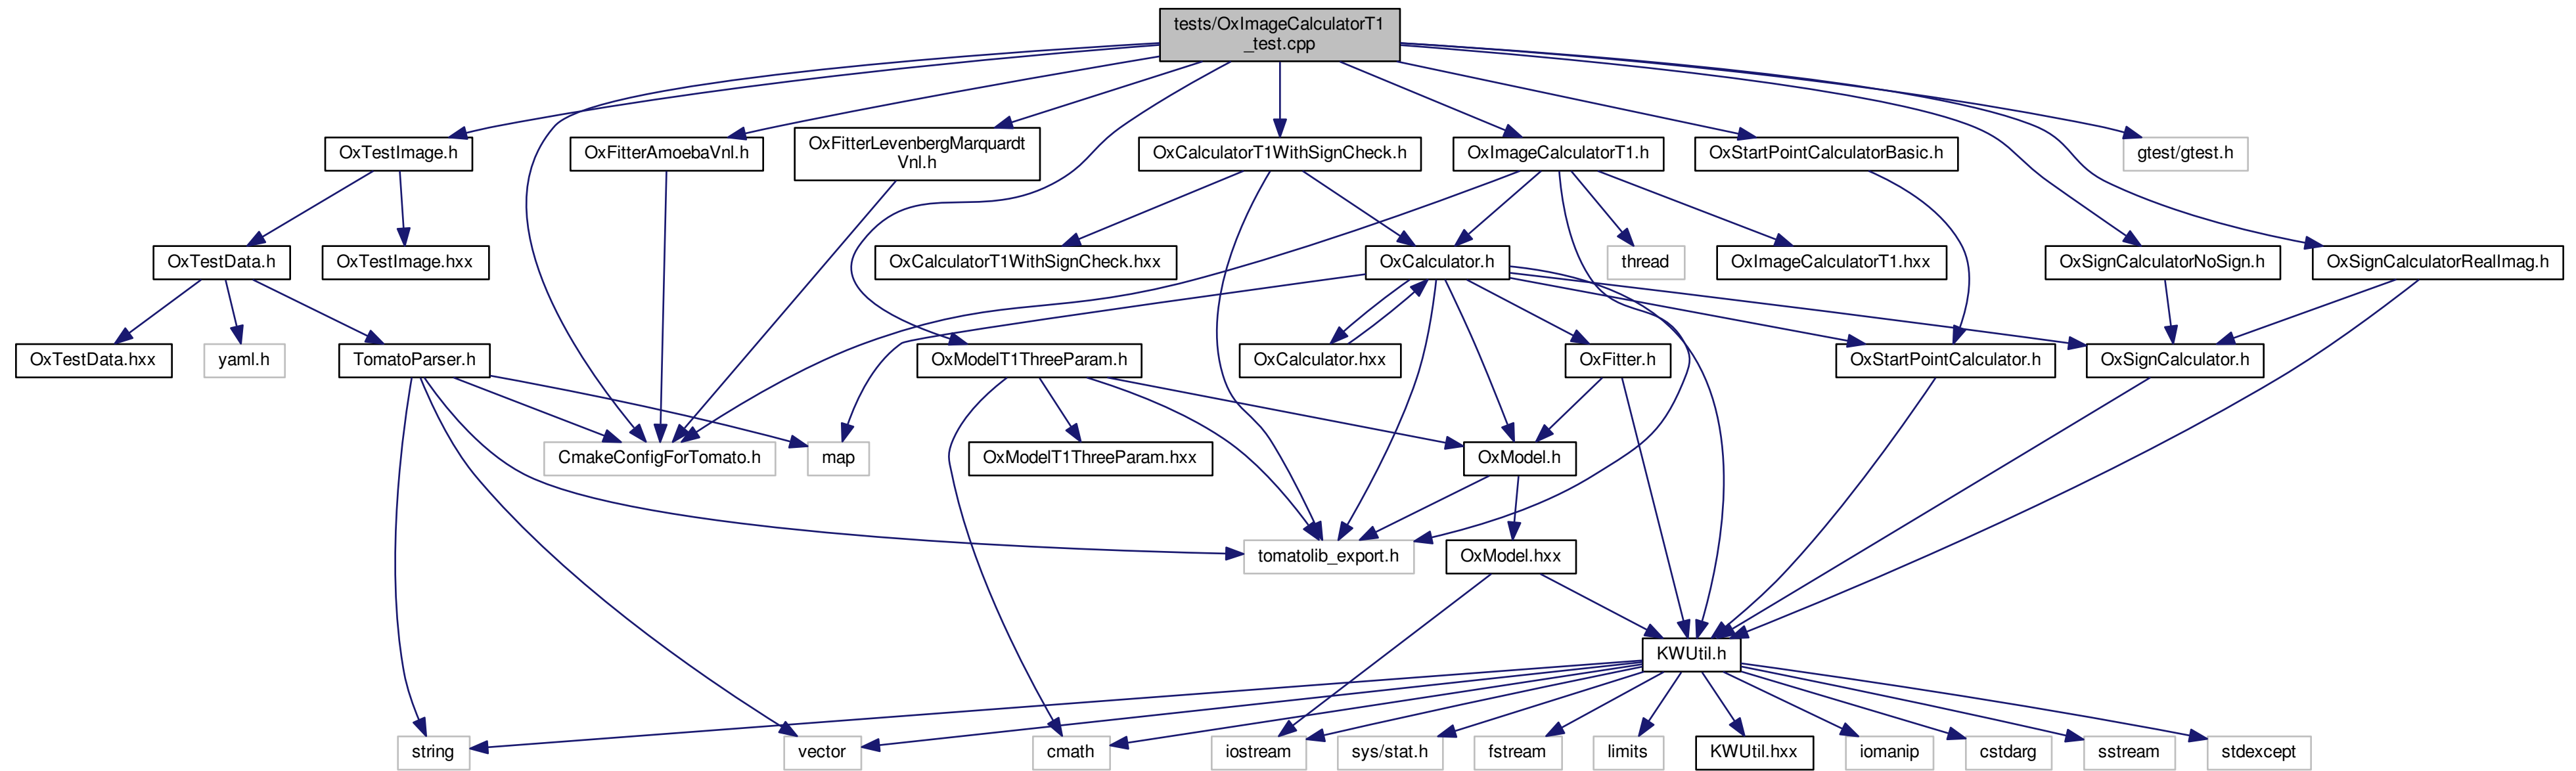 tests/OxImageCalculatorT1
_test.cpp
OxTestImage.h
OxFitterAmoebaVnl.h
OxFitterLevenbergMarquardt
Vnl.h
OxCalculatorT1WithSignCheck.h
OxImageCalculatorT1.h
OxStartPointCalculatorBasic.h
gtest/gtest.h
OxTestData.h
OxTestImage.hxx
OxCalculatorT1WithSignCheck.hxx
OxCalculator.h
thread
OxImageCalculatorT1.hxx
OxSignCalculatorNoSign.h
OxSignCalculatorRealImag.h
OxTestData.hxx
yaml.h
TomatoParser.h
OxModelT1ThreeParam.h
OxCalculator.hxx
OxFitter.h
OxStartPointCalculator.h
OxSignCalculator.h
CmakeConfigForTomato.h
map
OxModelT1ThreeParam.hxx
OxModel.h
tomatolib_export.h
OxModel.hxx
KWUtil.h
string
vector
cmath
iostream
sys/stat.h
fstream
limits
KWUtil.hxx
iomanip
cstdarg
sstream
stdexcept